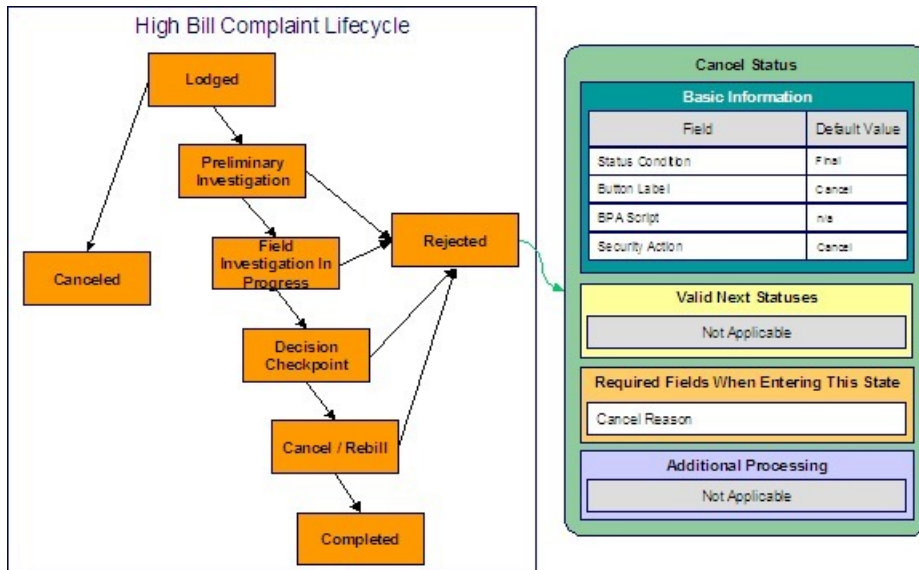 High Bill Complaint Lifecycle
Lodged
Preliminary
Investigation
Field
Investigation In
Progress
Rejected
Canceled
Decision
Checkpoint
Cancel / Rebill
Completed
Cancel Status
Basic Information
Field Default Value
Status Condition Final
Button Label Cancel
BPA Script n/a
Security Action Cancel
Valid Next Statuses
Not Applicable
Required Fields When Entering This State
Cancel Reason
Additional Processing
Not Applicable